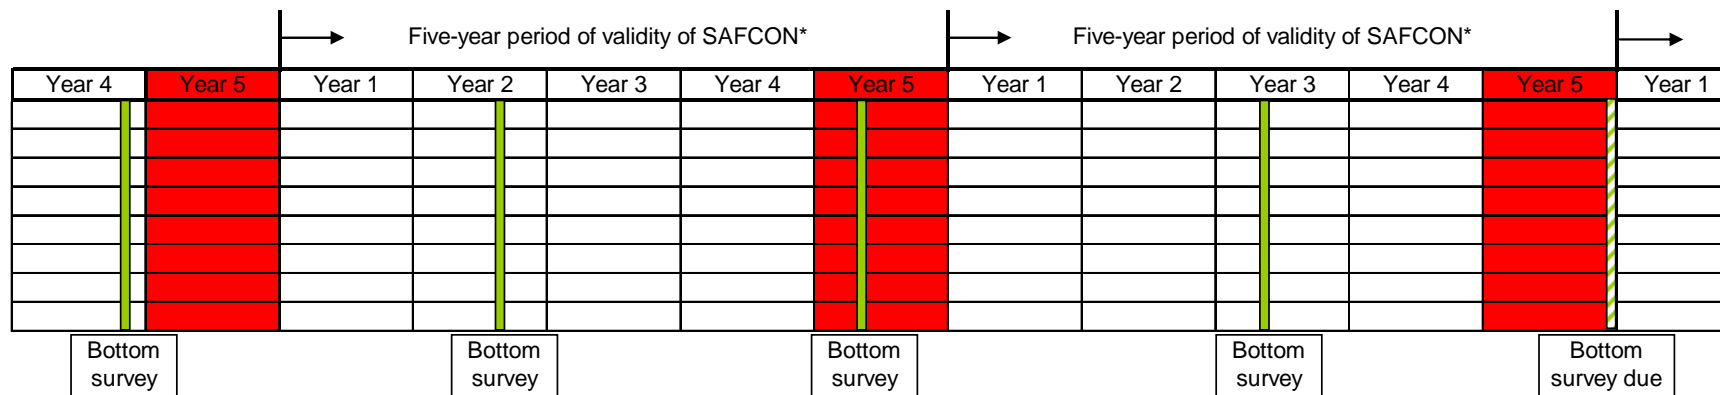 Five-year period of validity of SAFCON* Five-year period of validity of SAFCON*
Year 4 Year 5 Year 1 Year 2 Year 3 Year 4 Year 5 Year 1 Year 2 Year 3 Year 4 Year 5 Year 1
Bottom Bottom Bottom Bottom Bottom
survey survey survey survey survey due